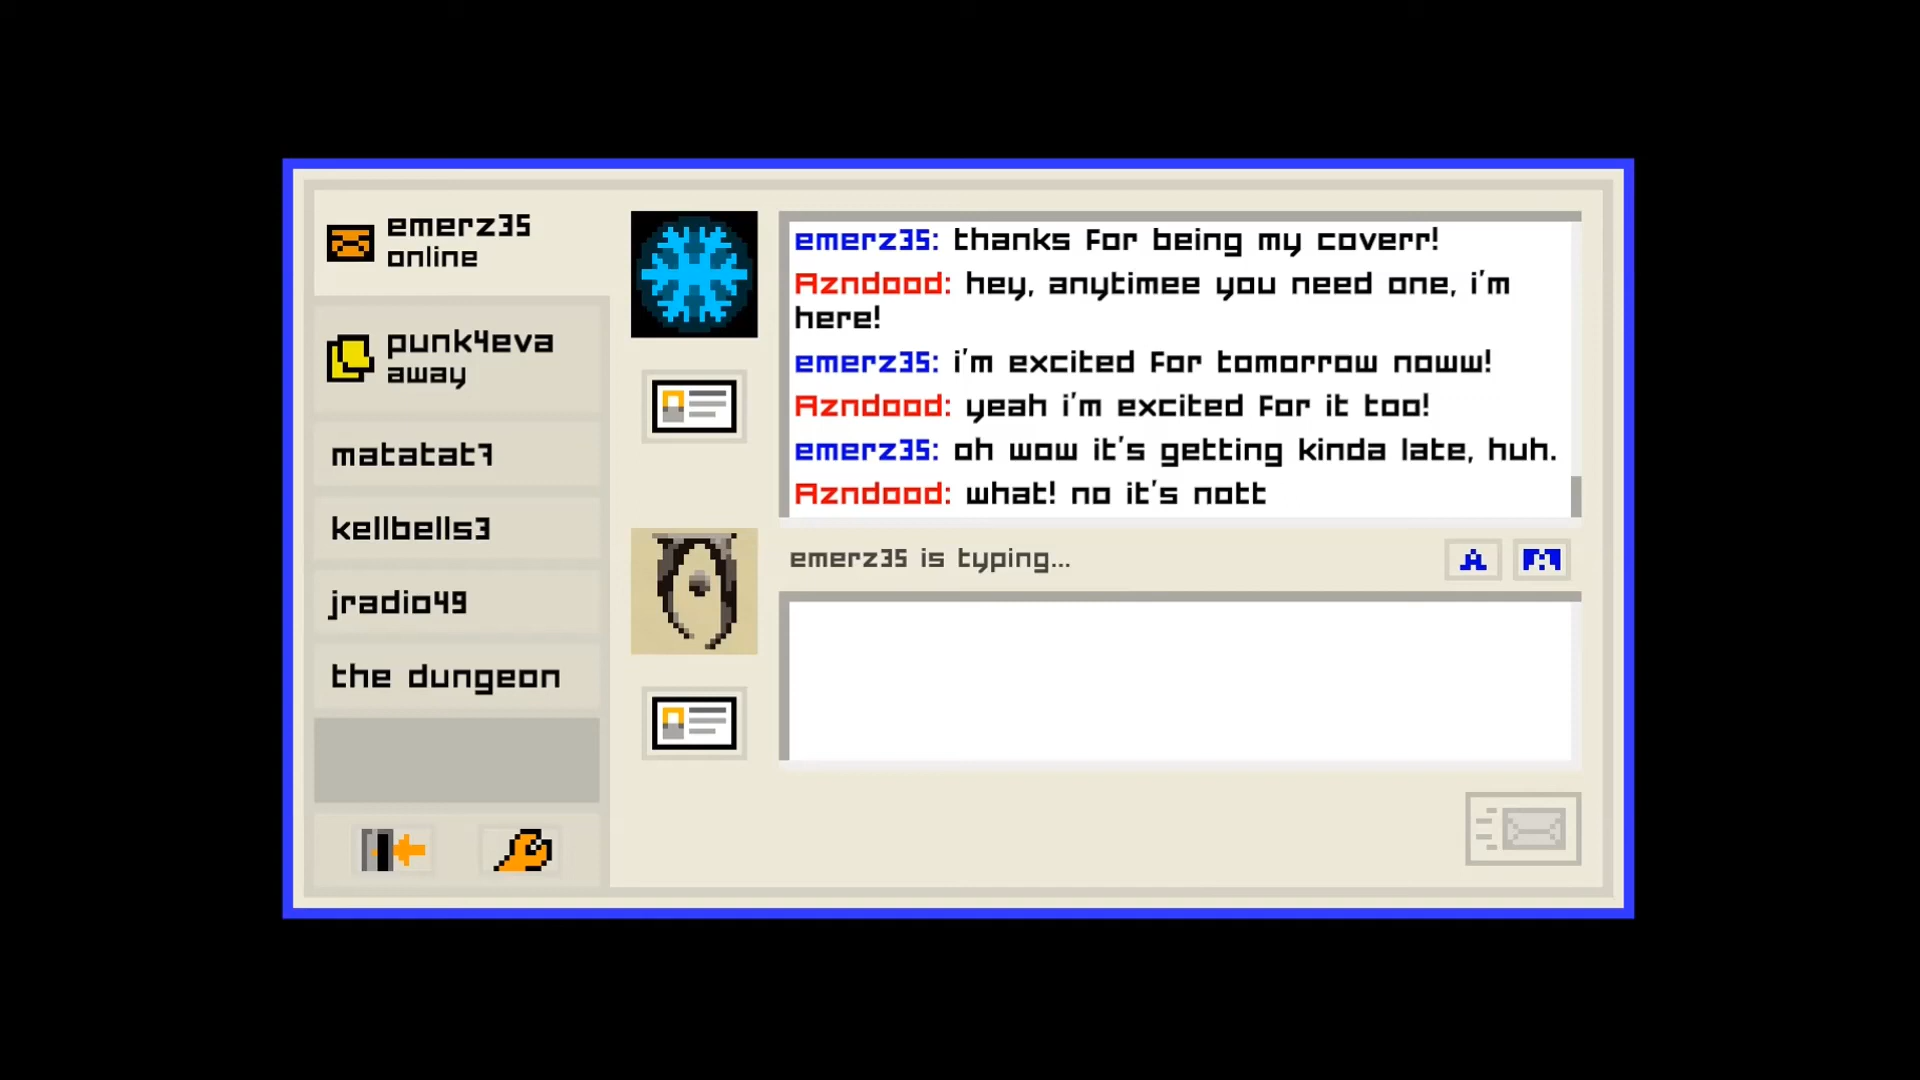 emerz35
online
punk4eva
away
matatat7
kellbells3
jradio49
the dungeon
emerz35: thanks for being my coverr!
Azndood: hey, anytimee you need one, i'm
here!
emerz35: i'm excited for tomorrow noww!
Azndood: yeah i'm excited for it too!
emerz35: oh wow it's getting kinda late, huh.
Azndood: what! no it's nott
emerz35 is typing...
A